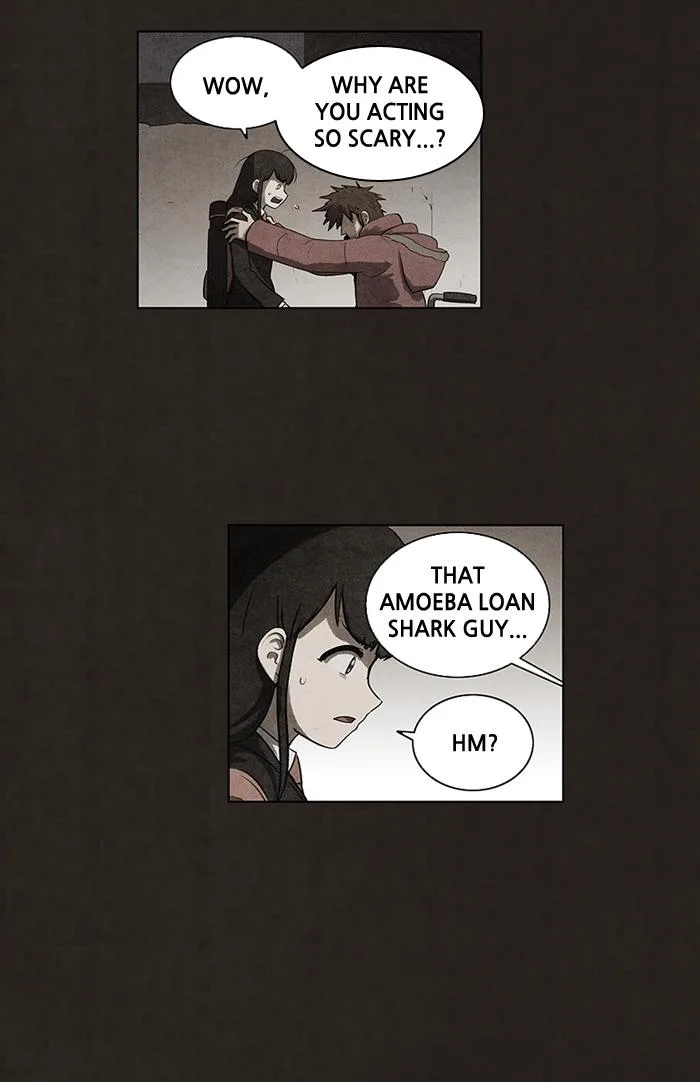 WOW,
WHY ARE
YOU ACTING
SO SCARY...?
THAT
AMOEBA LOAN
SHARK GUY...
HM?